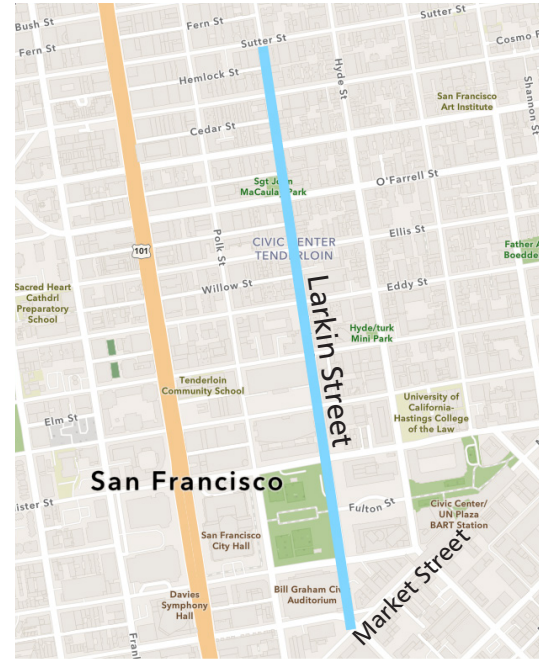 Bush St
Fern St
Sutter St
Fern St
Sutter St
Cosmo
Hemlock St
Hyde St
Shannon St
San Francisco
Art Institute
Cedar St
Sgt John
MaCaulay Park
O'Farrell St
Polk St
CIVIC CENTER
TENDERLOIN
Ellis St
Father
Boedde
101
Willow St
Eddy St
Sacred Heart
Cathdrl
Preparatory
School
Larkin Street
Hyde/turk
Mini Park
Tenderloin
Community School
University of
California-
Hastings College
of the Law
Elm St
San Francisco
ister St
Fulton St
Civic Center/
UN Plaza
BART Station
San Francisco
City Hall
Market Street
Davies
Symphony
Hall
Bill Graham Civ
Auditorium
Frank